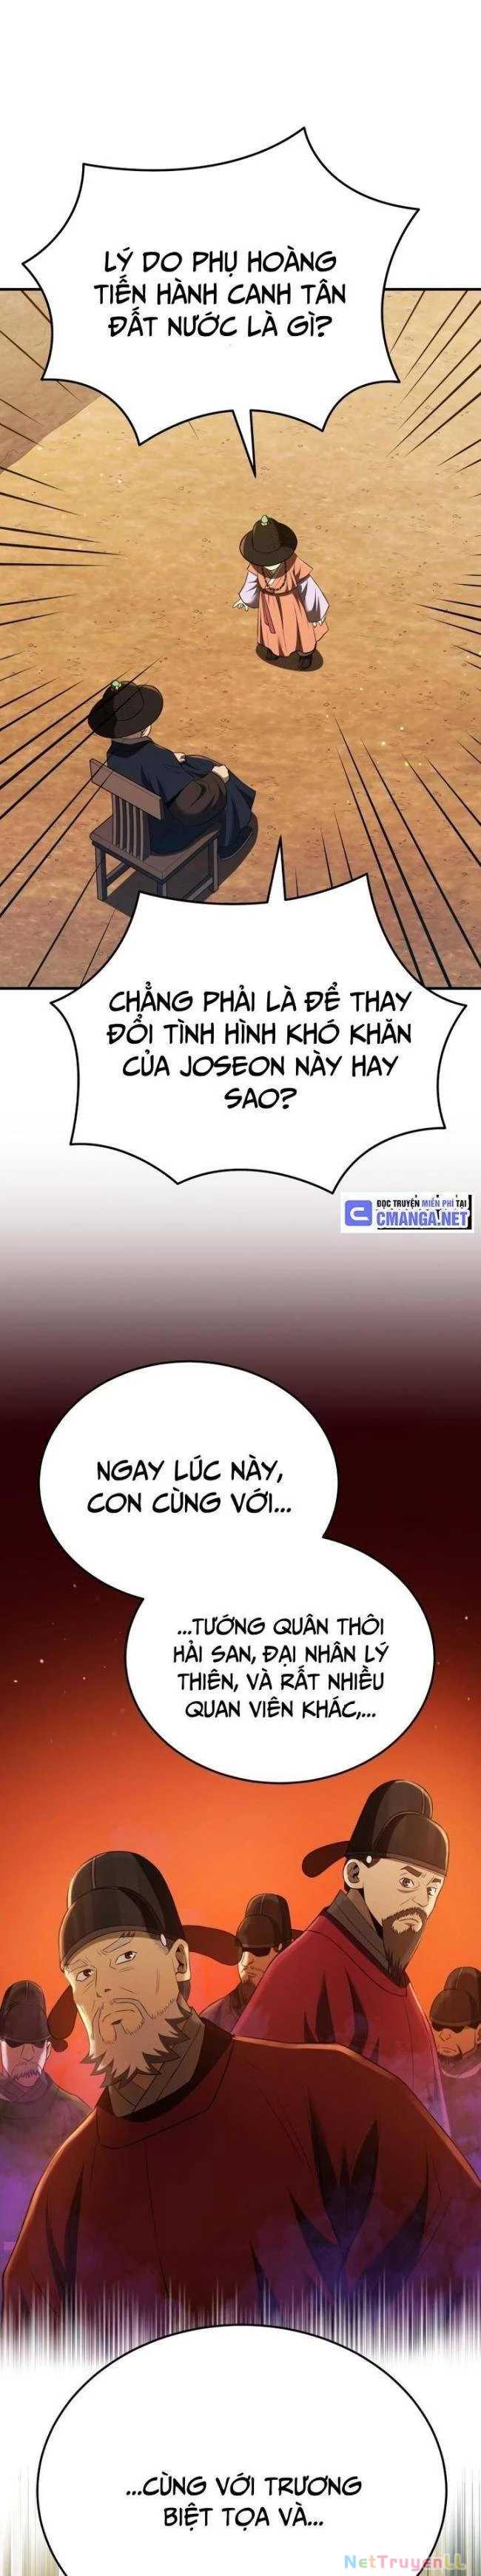 LÝ DO PHỤ HOÀNG
TIẾN HÀNH CANH TÂN
ĐẤT NƯỚC LÀ GÌ?
CHẲNG PHẢI LÀ ĐỂ THAY
ĐỔI TÌNH HÌNH KHÓ KHĂN
CỦA JOSEON NÀY HAY
SAO?
ĐỌC TRUYỆN MIỄN PHÍ TẠI
CMANGA.NET
NGAY LÚC NÀY,
CON CÙNG VỚI...
...TƯỚNG QUÂN THÔI
HẢI SAN, ĐẠI NHÂN LÝ
THIÊN, VÀ RẤT NHIỀU
QUAN VIÊN KHÁC,...
...CÙNG VỚI TRƯƠNG
BIỆT TỌA VÀ...
NetTruyenLL